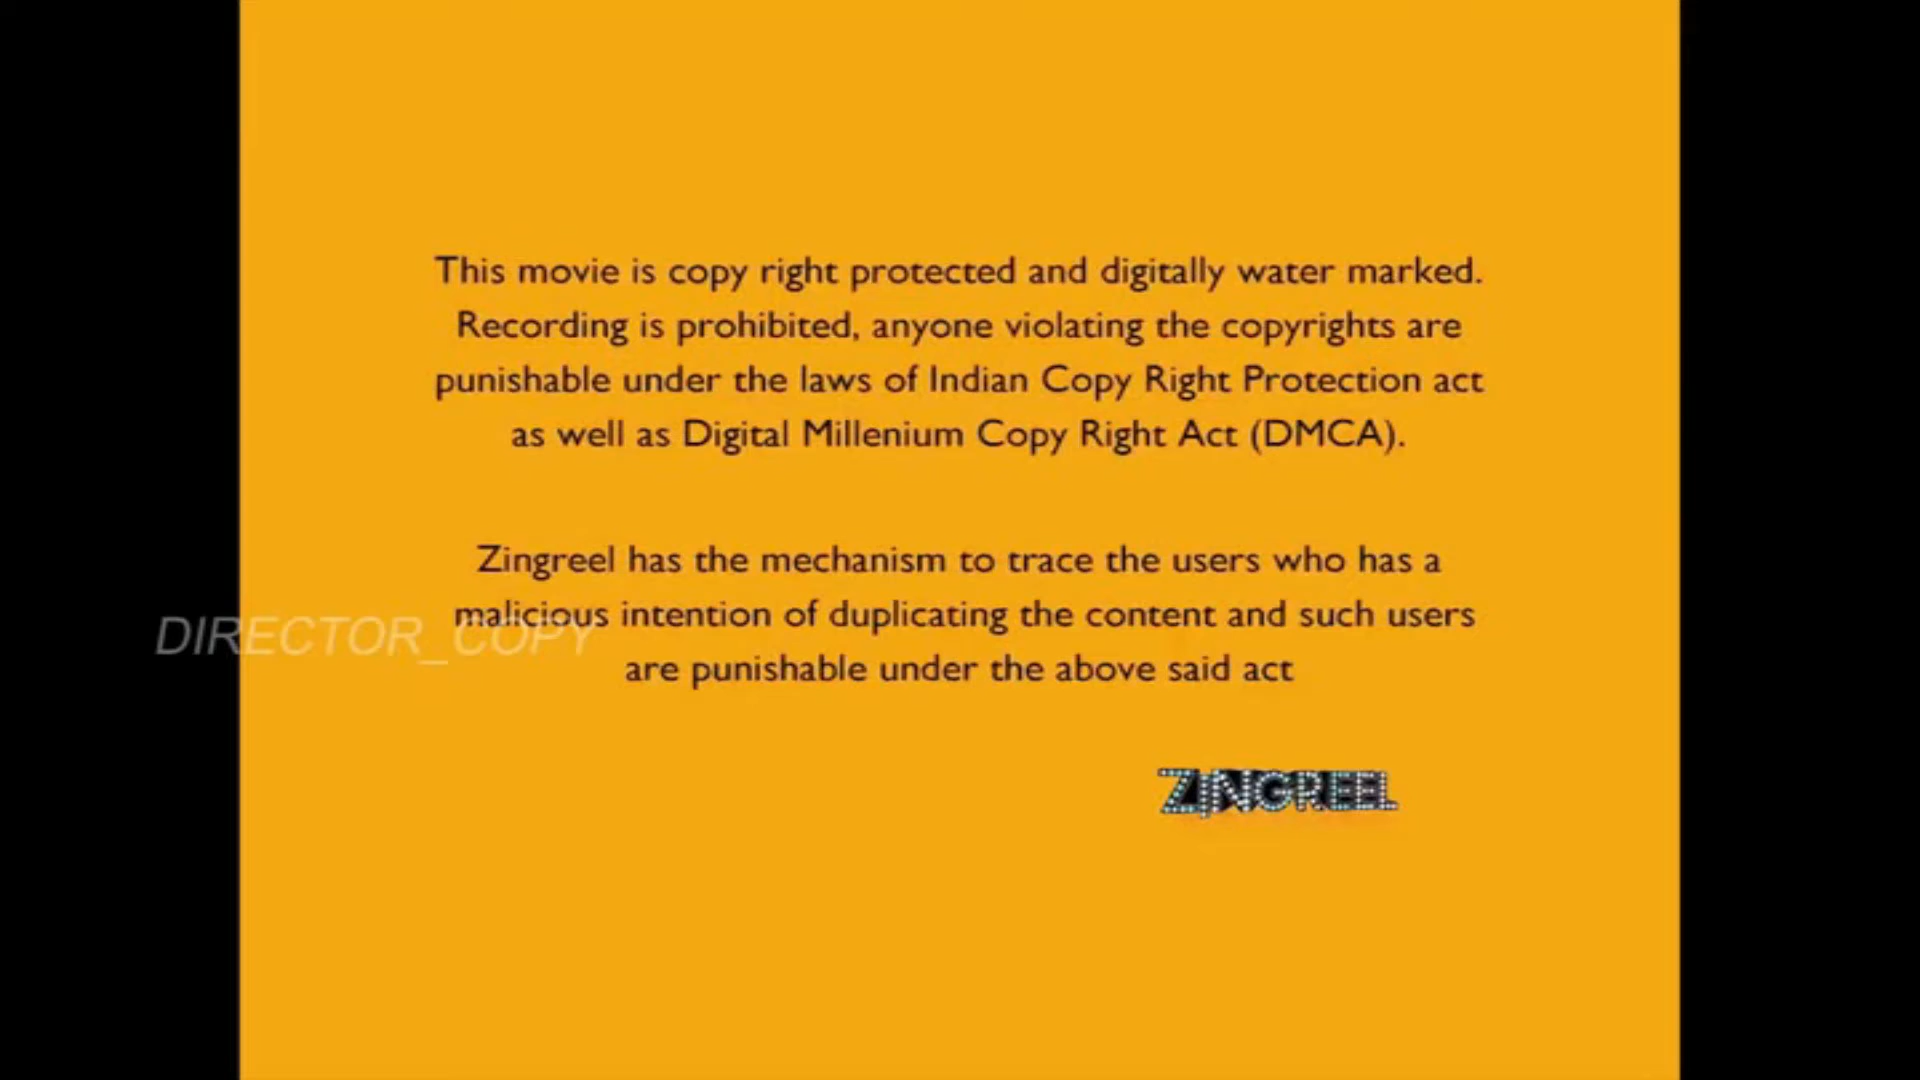 This movie is copy right protected and digitally water marked.
Recording is prohibited, anyone violating the copyrights are
punishable under the laws of Indian Copy Right Protection act
as well as Digital Millenium Copy Right Act (DMCA).
Zingreel has the mechanism to trace the users who has a
malicious intention of duplicating the content and such users
DIRECTOR_COPY
are punishable under the above said act
ZINGREEL